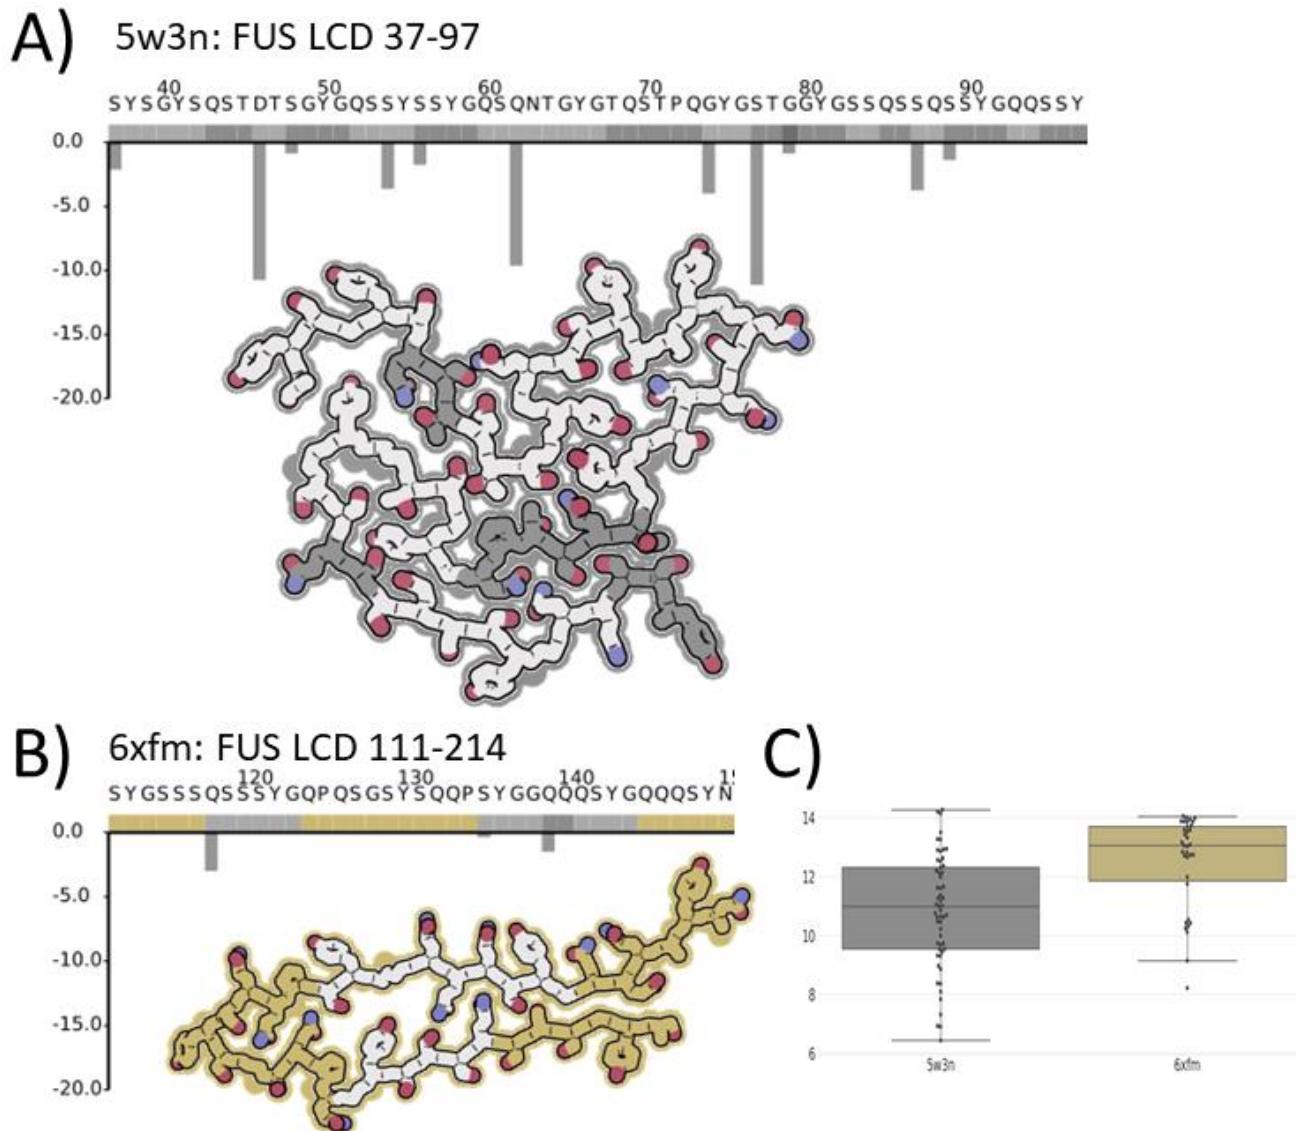 A) 5w3n: FUS LCD 37-97
40 50 60 70 80 90
SYSGYSQSTDTSGYGQSSYSSYGQSQNTGYGTQSTPQGYGSTGGYGSSQSSQSSYGQQSSY
0.0
-5.0
-10.0
-15.0
-20.0
B) 6xfm: FUS LCD 111-214
C)
120 130 140 15
SYGSSSQSSSYGQPQSGSYSQQPSYGGQQQSYGQQQSYN
0.0
-5.0
-10.0
-15.0
-20.0
14
12
10
8
6
5w3n 6xfm